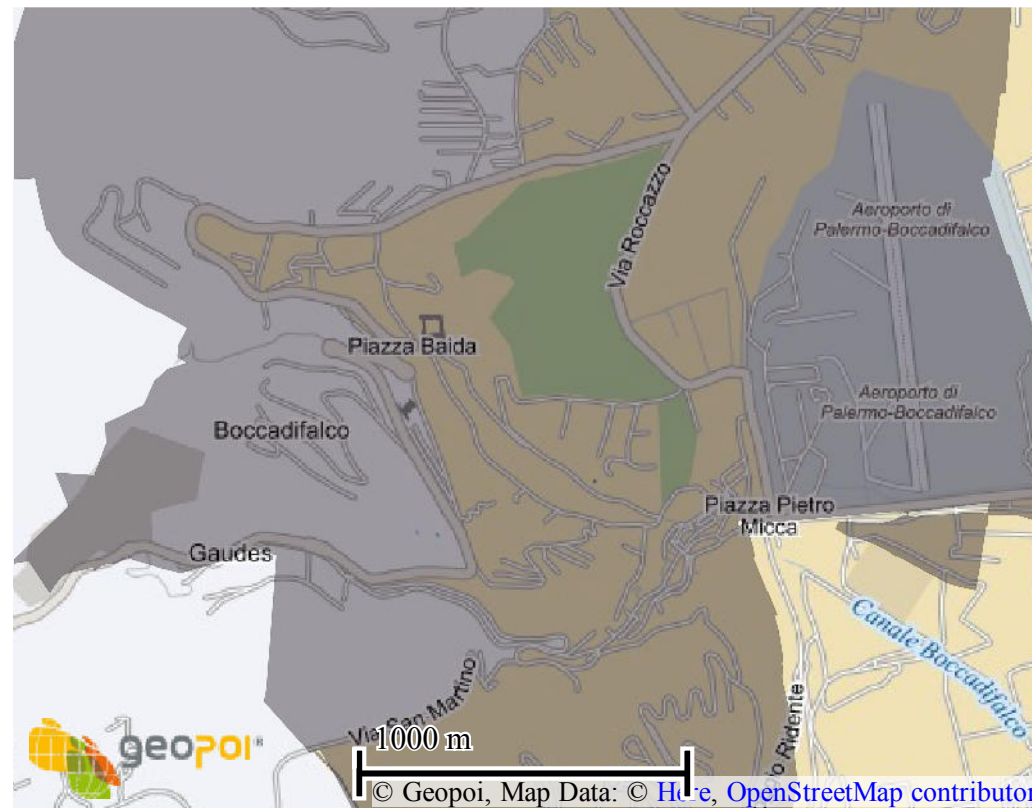 Via Roccazzo
Aeroporto di
Palermo-Boccadifalco
Piazza Baida
Aeroporto di
Palermo-Boccadifalco
Boccadifalco
Piazza Pietro
Micca
Gaudes
Canale Boccadifalco
Via San Martino
Ridente
geopoi®
1000 m
© Geopoi, Map Data: © Here, OpenStreetMap contributor